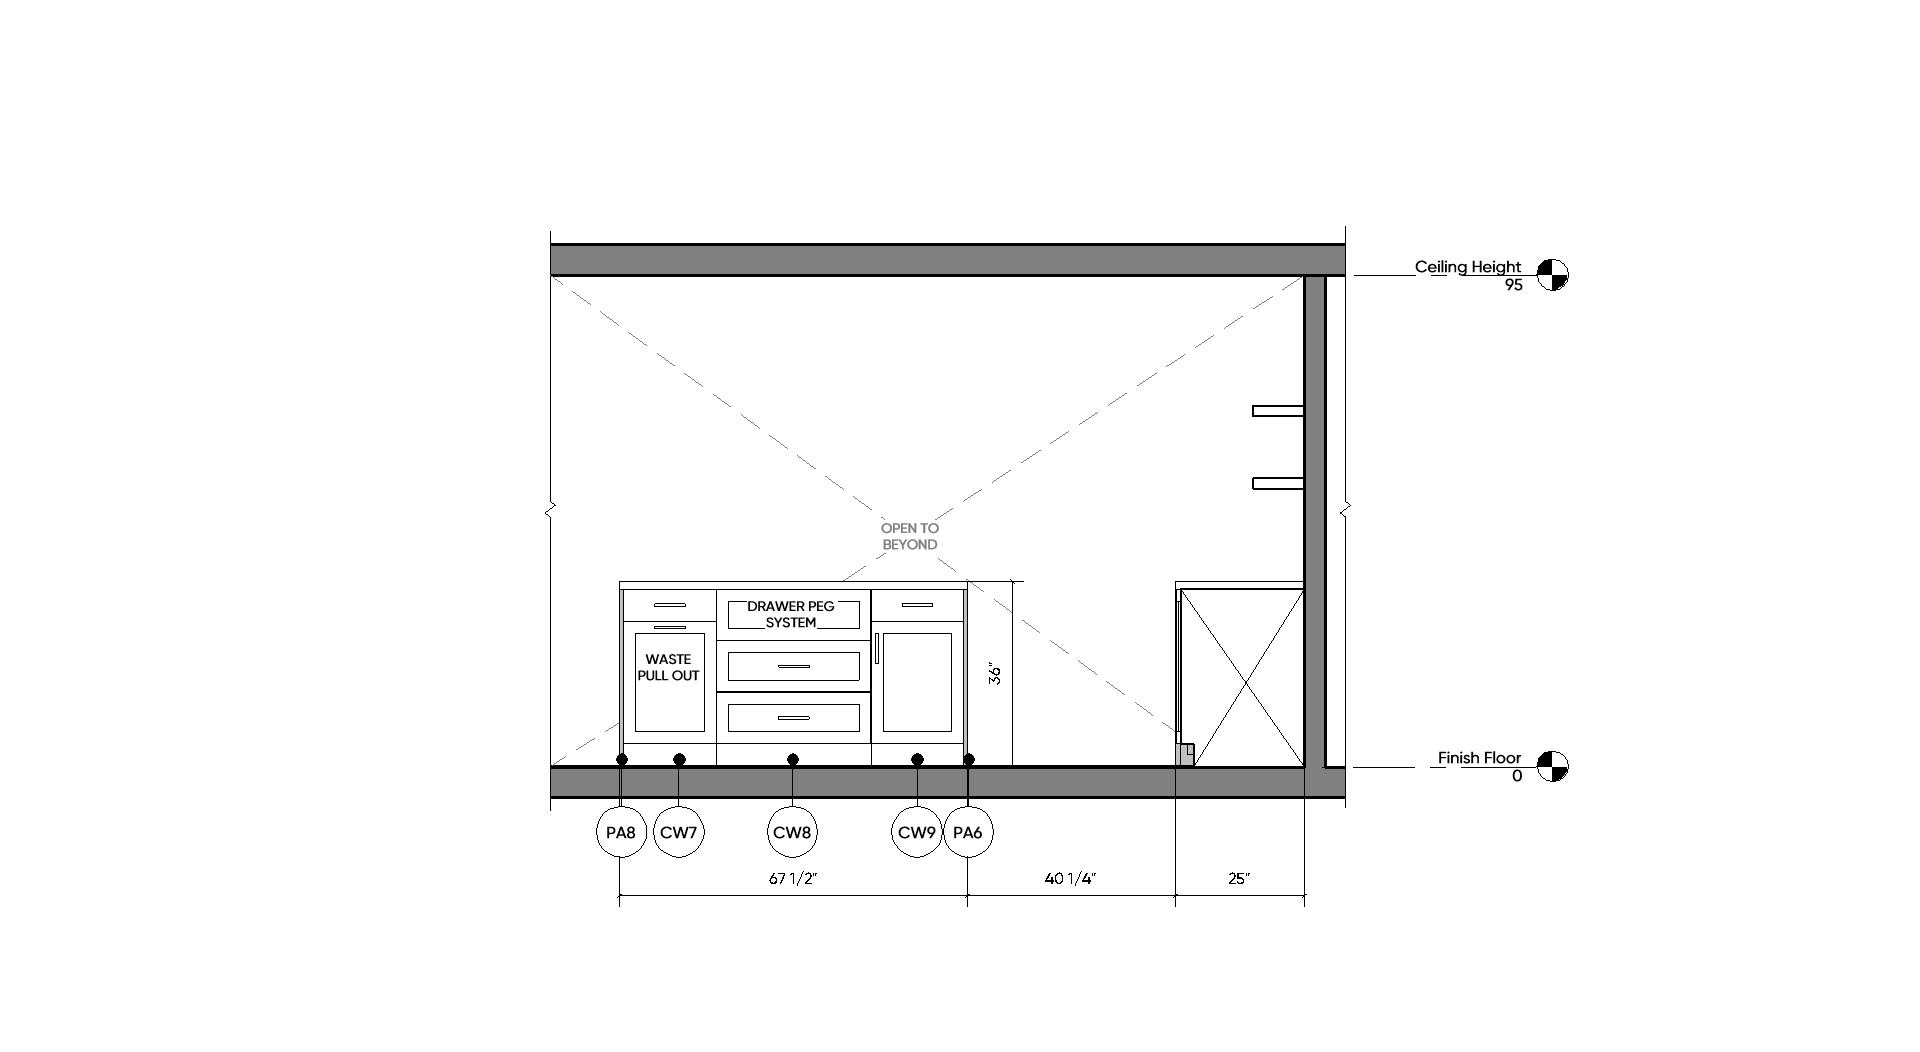 Ceiling Height
95
OPEN TO
BEYOND
DRAWER PEG
SYSTEM
WASTE
PULL OUT
36"
Finish Floor
0
PA8
CW7
CW8
CW9
PA6
67 1/2"
40 1/4"
25"